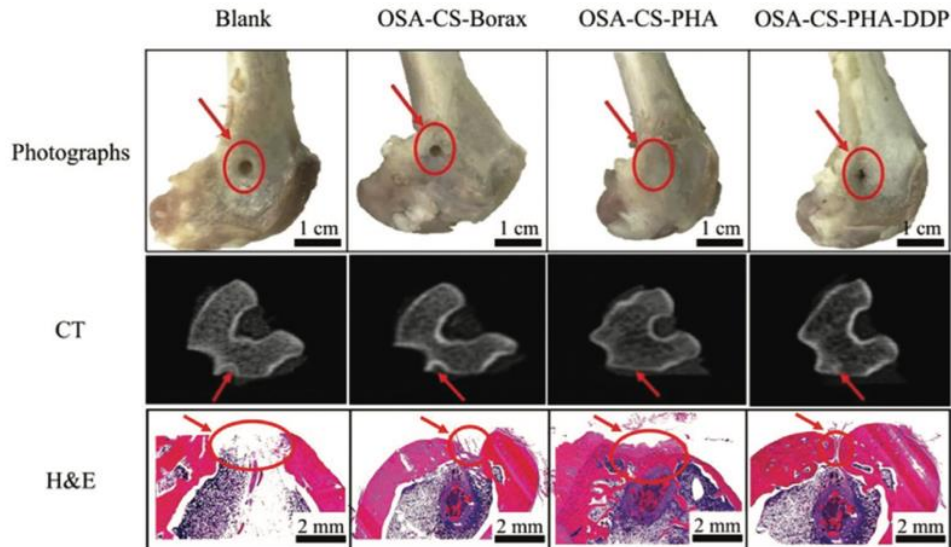 Blank OSA-CS-Borax OSA-CS-PHA OSA-CS-PHA-DDP
Photographs
1 cm 1 cm 1 cm 1 cm
CT
H&E
2 mm 2 mm 2 mm 2 mm